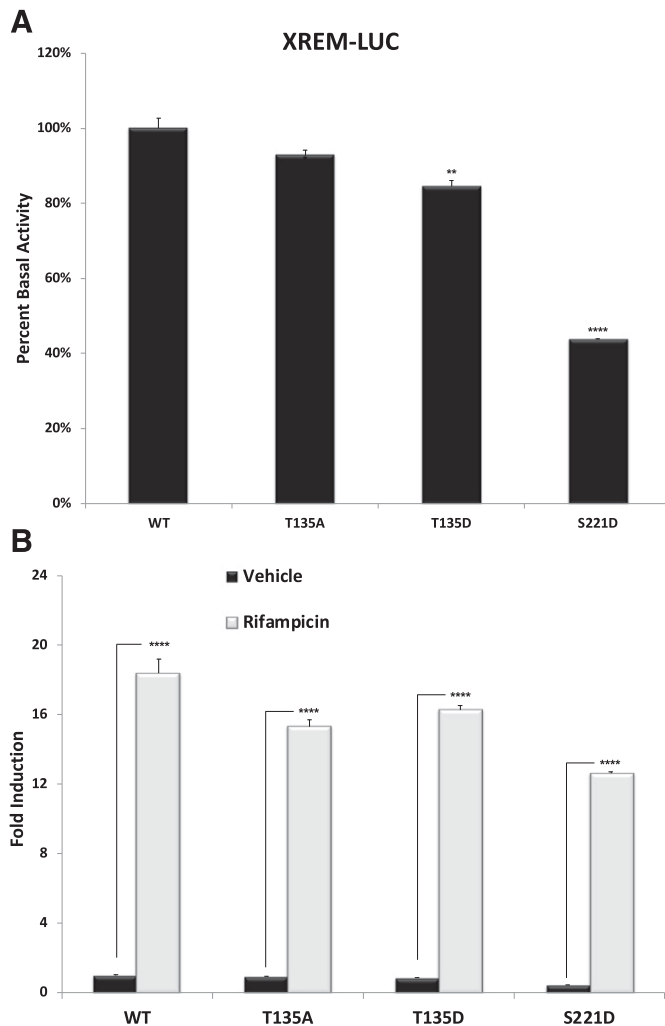 A
XREM-LUC
120%
100%
80%
60%
40%
20%
0%
Percent Basal Activity
**
****
WT T135A T135D S221D
B
Vehicle
Rifampicin
24
20
16
12
8
4
0
Fold Induction
****
****
****
****
WT T135A T135D S221D